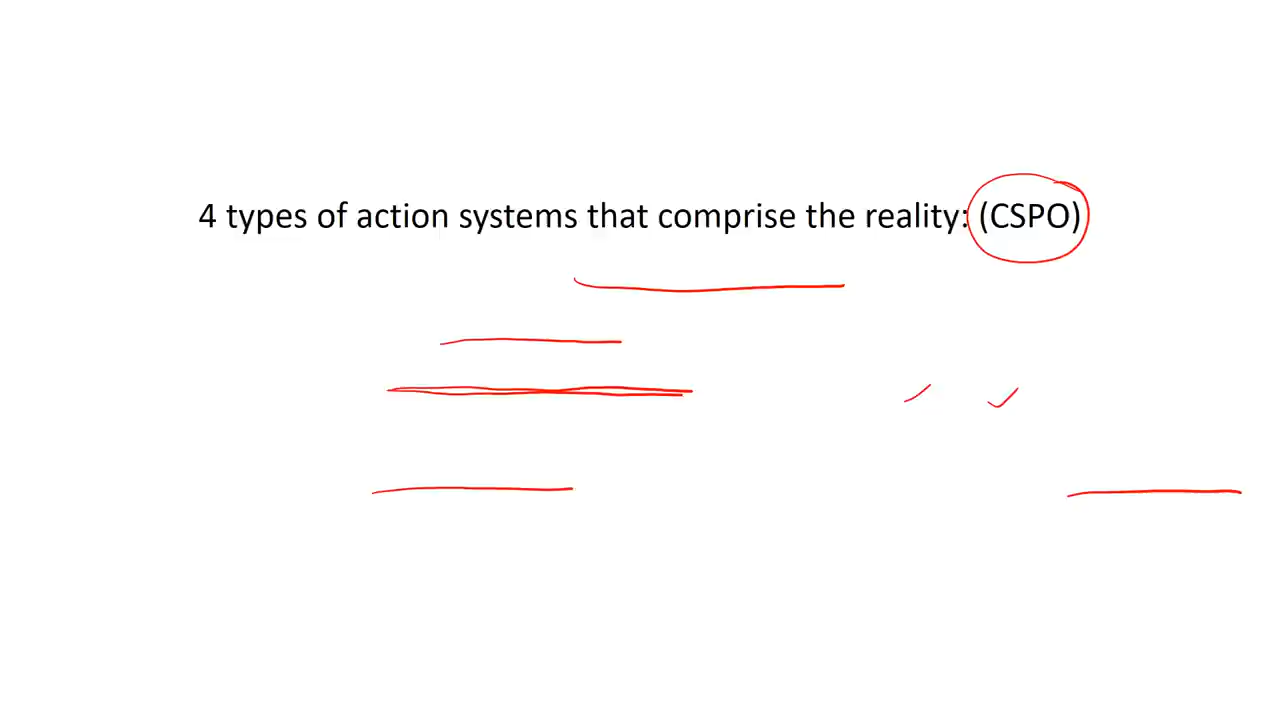 4 types of action systems that comprise the reality: (CSPO)